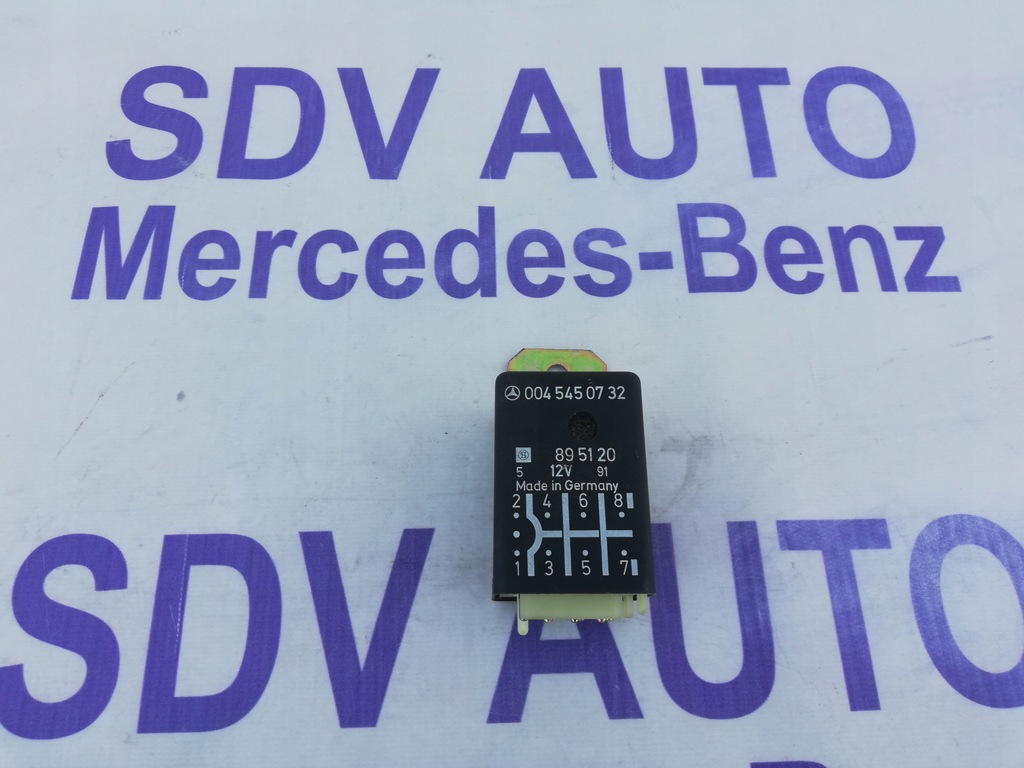 SDV AUTO
Mercedes-Benz
004 545 07 32
89 51 20
5 12V 91
Made in Germany
2 4 6 8
1 3 5 7
SDV AUTO